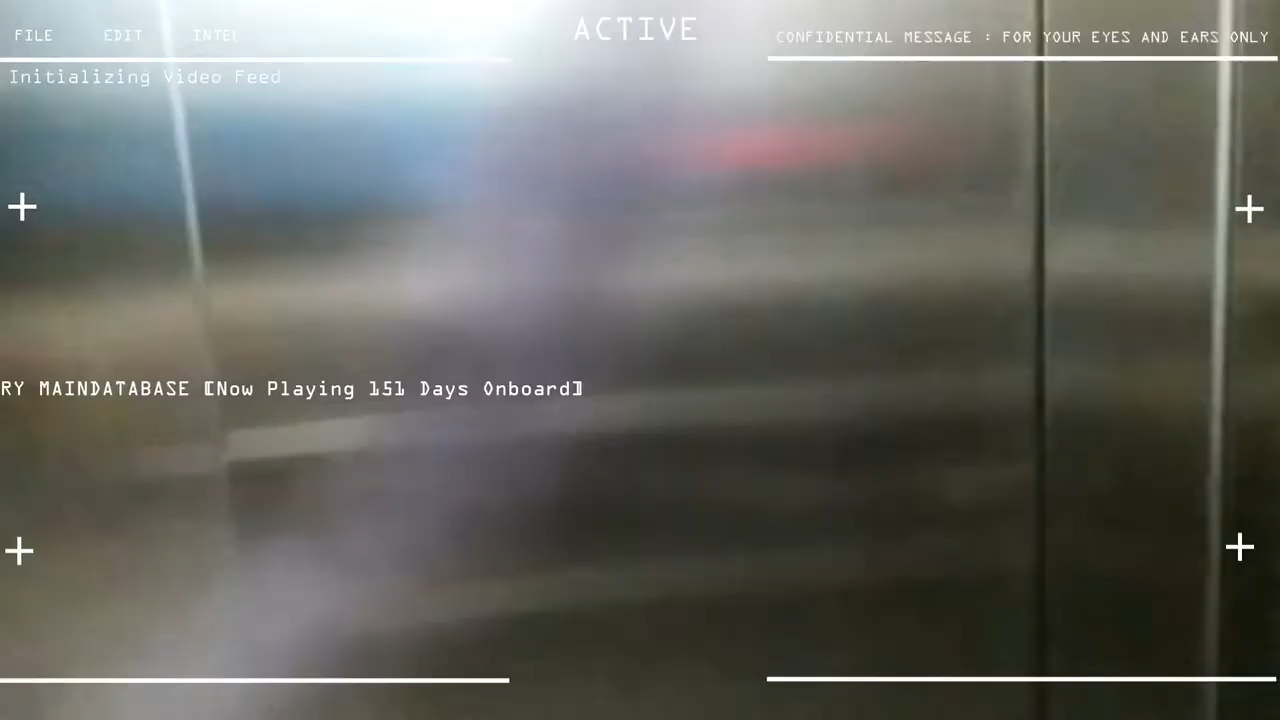 ACTIVE
FILE EDIT INTEL
CONFIDENTIAL MESSAGE : FOR YOUR EYES AND EARS ONLY
Initializing Video Feed
RY MAINDATABASE [Now Playing 151 Days Onboard]